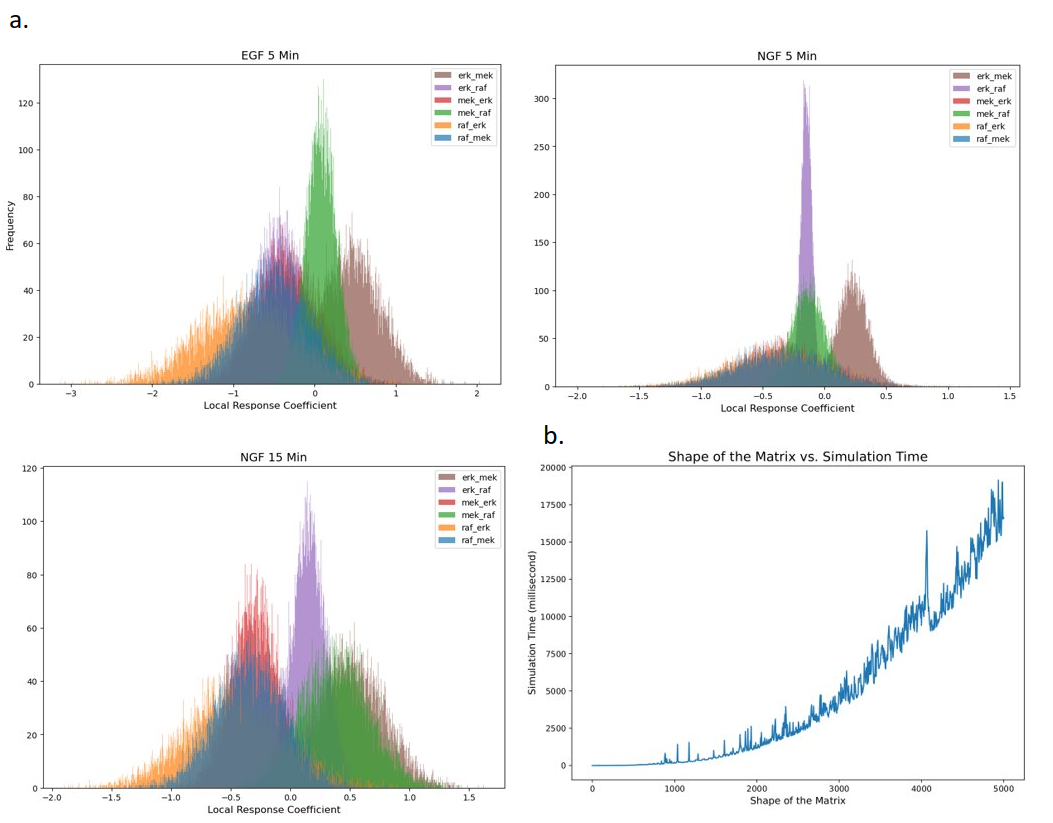 a.
EGF 5 Min
Frequency
120
100
80
60
40
20
0
−3 −2 −1 0 1 2
Local Response Coefficient
erk_mek
erk_raf
mek_erk
mek_raf
raf_erk
raf_mek
NGF 5 Min
300
250
200
150
100
50
0
−2.0 −1.5 −1.0 −0.5 0.0 0.5 1.0 1.5
Local Response Coefficient
erk_mek
erk_raf
mek_erk
mek_raf
raf_erk
raf_mek
NGF 15 Min
120
100
80
60
40
20
0
−2.0 −1.5 −1.0 −0.5 0.0 0.5 1.0 1.5
Local Response Coefficient
erk_mek
erk_raf
mek_erk
mek_raf
raf_erk
raf_mek
b.
Shape of the Matrix vs. Simulation Time
Simulation Time (millisecond)
20000
17500
15000
12500
10000
7500
5000
2500
0
0 1000 2000 3000 4000 5000
Shape of the Matrix